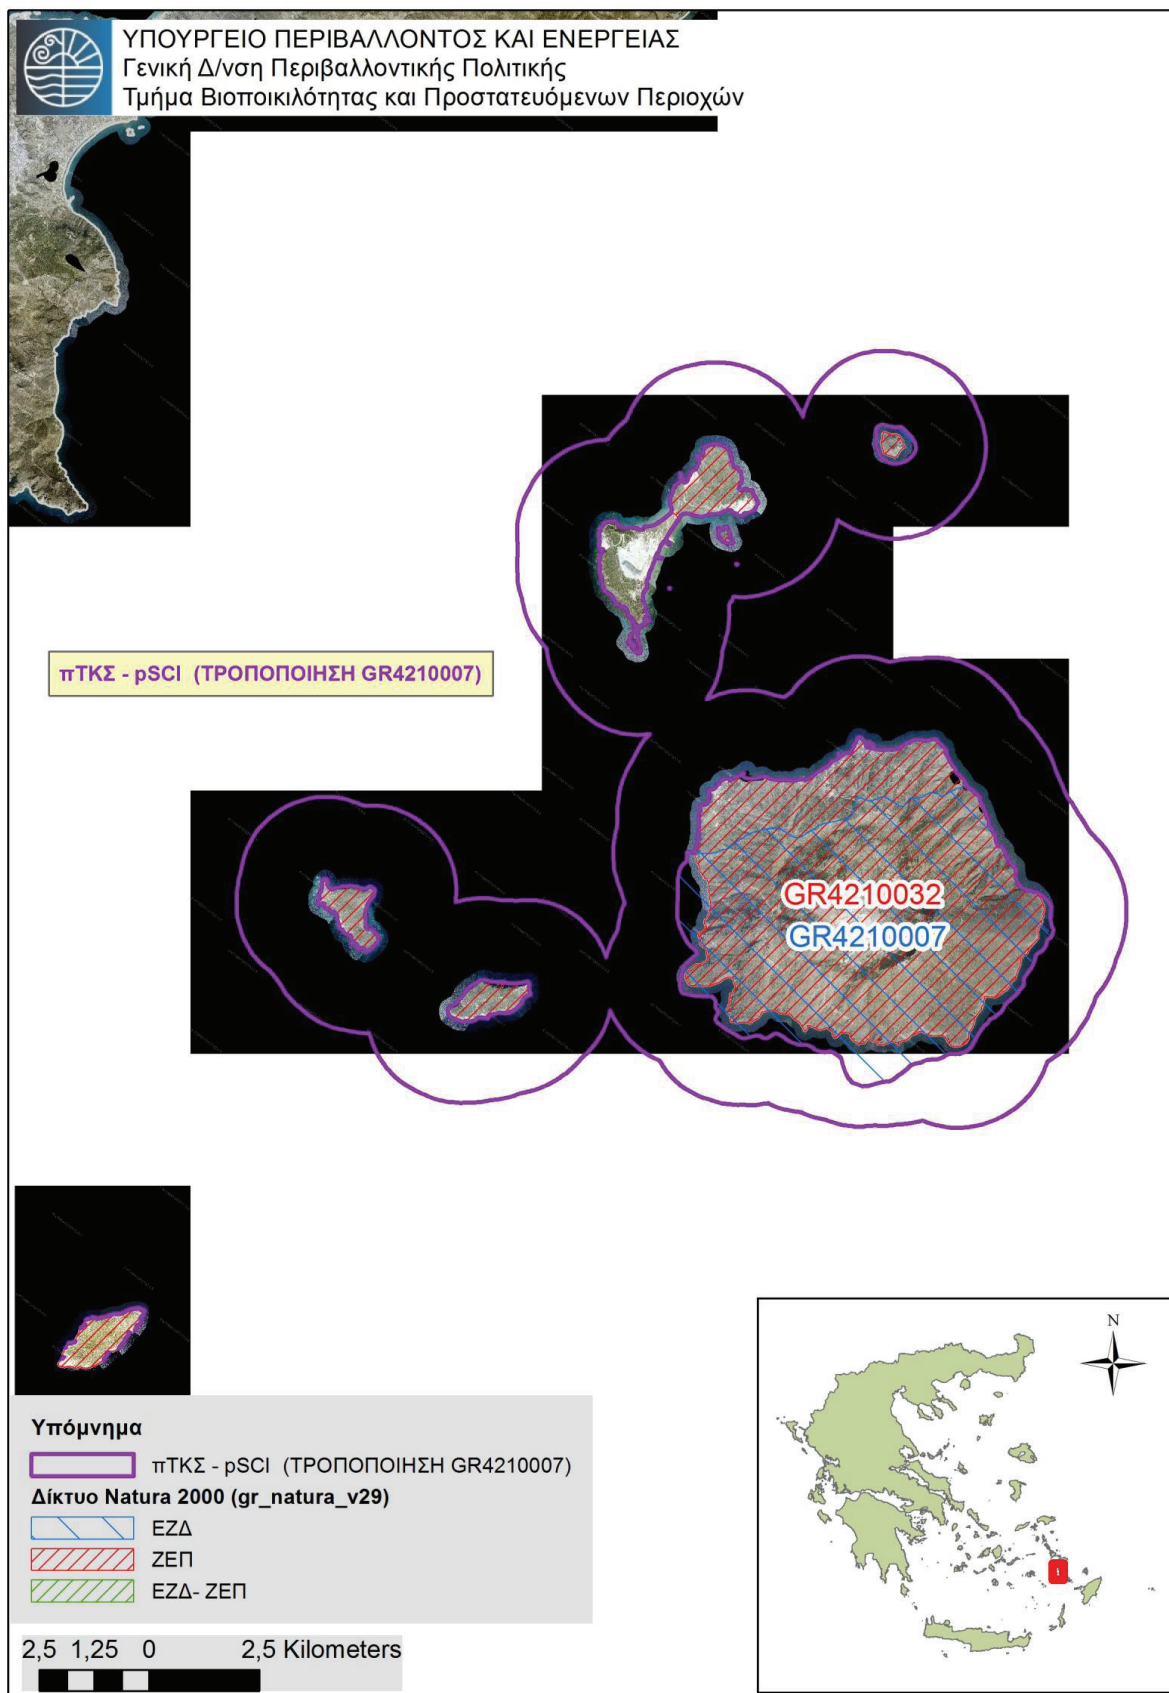 ΥΠΟΥΡΓΕΙΟ ΠΕΡΙΒΑΛΛΟΝΤΟΣ ΚΑΙ ΕΝΕΡΓΕΙΑΣ
Γενική Δ/νση Περιβαλλοντικής Πολιτικής
Τμήμα Βιοποικιλότητας και Προστατευόμενων Περιοχών
πΤΚΣ - pSCI (ΤΡΟΠΟΠΟΙΗΣΗ GR4210007)
GR4210032
GR4210007
N
Υπόμνημα
πΤΚΣ - pSCI (ΤΡΟΠΟΠΟΙΗΣΗ GR4210007)
Δίκτυο Natura 2000 (gr_natura_v29)
ΕΖΔ
ΖΕΠ
ΕΖΔ- ΖΕΠ
2,5 1,25 0 2,5 Kilometers